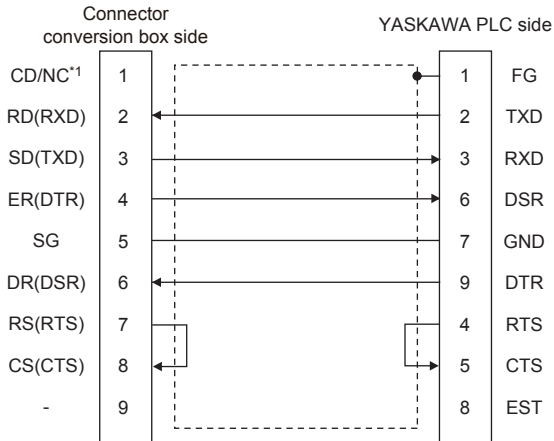 Connector
conversion box side
YASKAWA PLC side
CD/NC*1 1 1 FG
RD(RXD) 2 2 TXD
SD(TXD) 3 3 RXD
ER(DTR) 4 6 DSR
SG 5 7 GND
DR(DSR) 6 9 DTR
RS(RTS) 7 4 RTS
CS(CTS) 8 5 CTS
- 9 8 EST